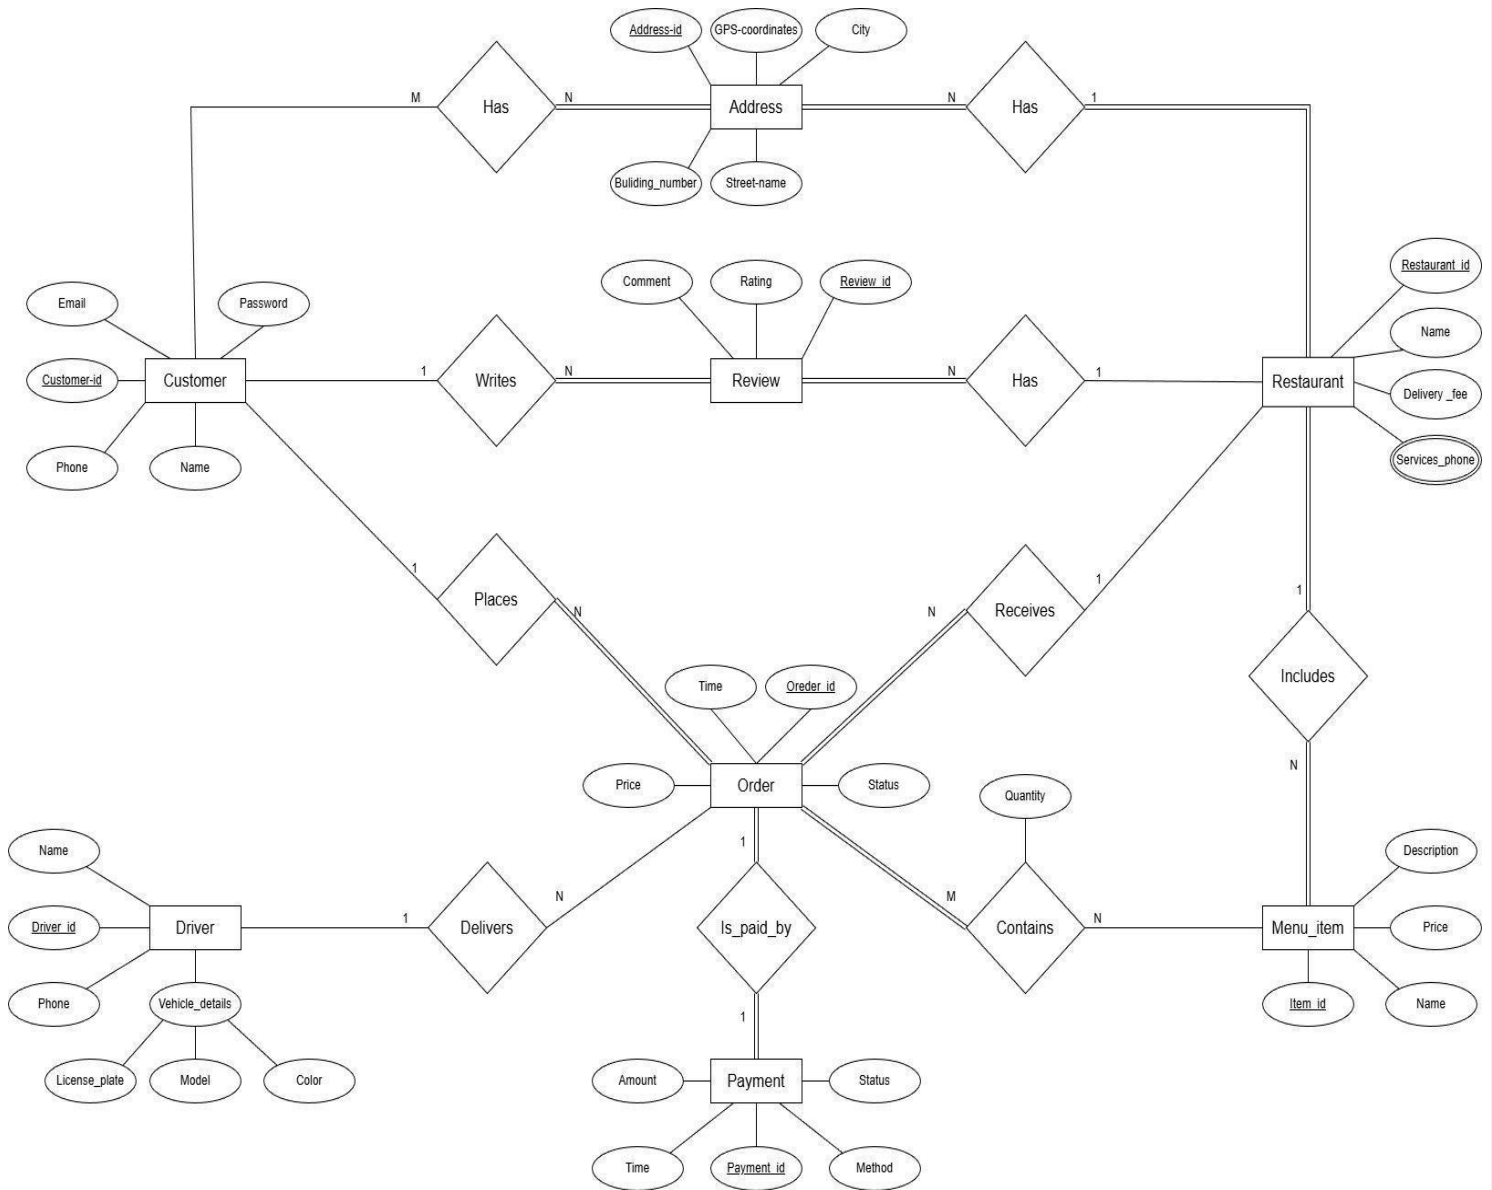 Address-id
GPS-coordinates
City
M
Has
N
Address
N
Has
1
Buliding_number
Street-name
Email
Password
Comment
Rating
Review_id
Restaurant_id
Name
Customer-id
Customer
1
Writes
N
Review
N
Has
1
Restaurant
Delivery _fee
Phone
Name
Services_phone
1
Places
N
N
Receives
1
1
Includes
N
Time
Oreder_id
Price
Order
Status
Quantity
1
Name
Driver_id
Driver
1
Delivers
N
Is_paid_by
M
Contains
N
Menu_item
Description
Price
Item_id
Name
Phone
Vehicle_details
License_plate
Model
Color
1
Amount
Payment
Status
Time
Payment_id
Method